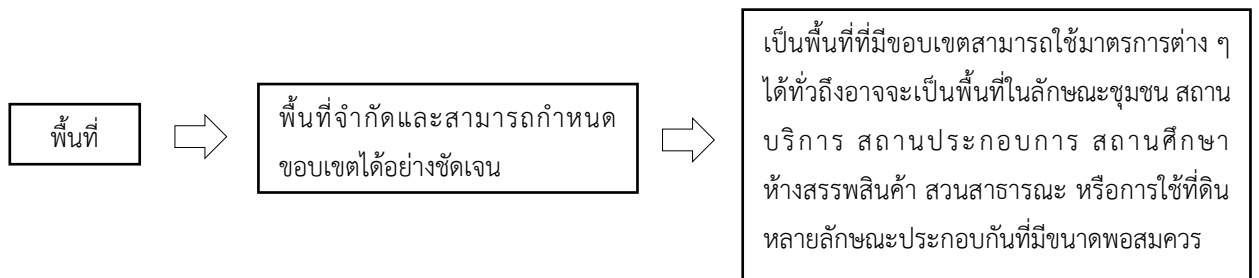 พื้นที่
พื้นที่จำกัดและสามารถกำหนด
ขอบเขตได้อย่างชัดเจน
เป็นพื้นที่ที่มีขอบเขตสามารถใช้มาตรการต่าง ๆ
ได้ทั่วถึงอาจจะเป็นพื้นที่ในลักษณะชุมชน สถาน
บริการ สถานประกอบการ สถานศึกษา
ห้างสรรพสินค้า สวนสาธารณะ หรือการใช้ที่ดิน
หลายลักษณะประกอบกันที่มีขนาดพอสมควร